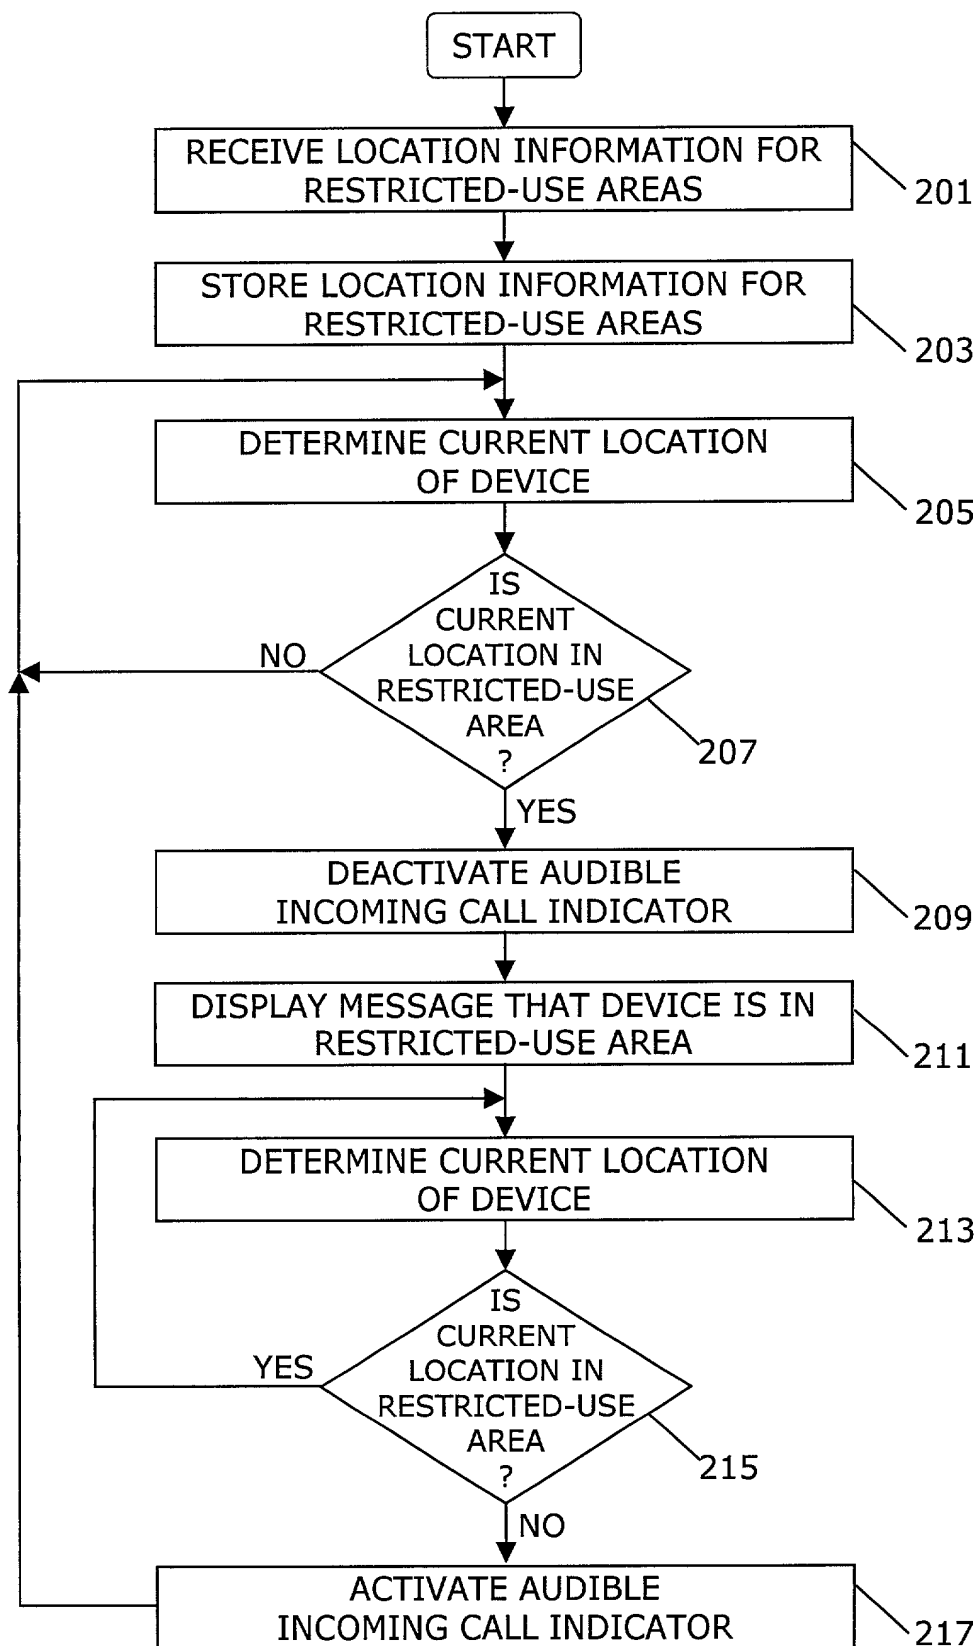 START
RECEIVE LOCATION INFORMATION FOR
RESTRICTED-USE AREAS
201
STORE LOCATION INFORMATION FOR
RESTRICTED-USE AREAS
203
DETERMINE CURRENT LOCATION
OF DEVICE
205
IS
CURRENT
LOCATION IN
RESTRICTED-USE
AREA
?
NO
207
YES
DEACTIVATE AUDIBLE
INCOMING CALL INDICATOR
209
DISPLAY MESSAGE THAT DEVICE IS IN
RESTRICTED-USE AREA
211
DETERMINE CURRENT LOCATION
OF DEVICE
213
IS
CURRENT
LOCATION IN
RESTRICTED-USE
AREA
?
YES
215
NO
ACTIVATE AUDIBLE
INCOMING CALL INDICATOR
217